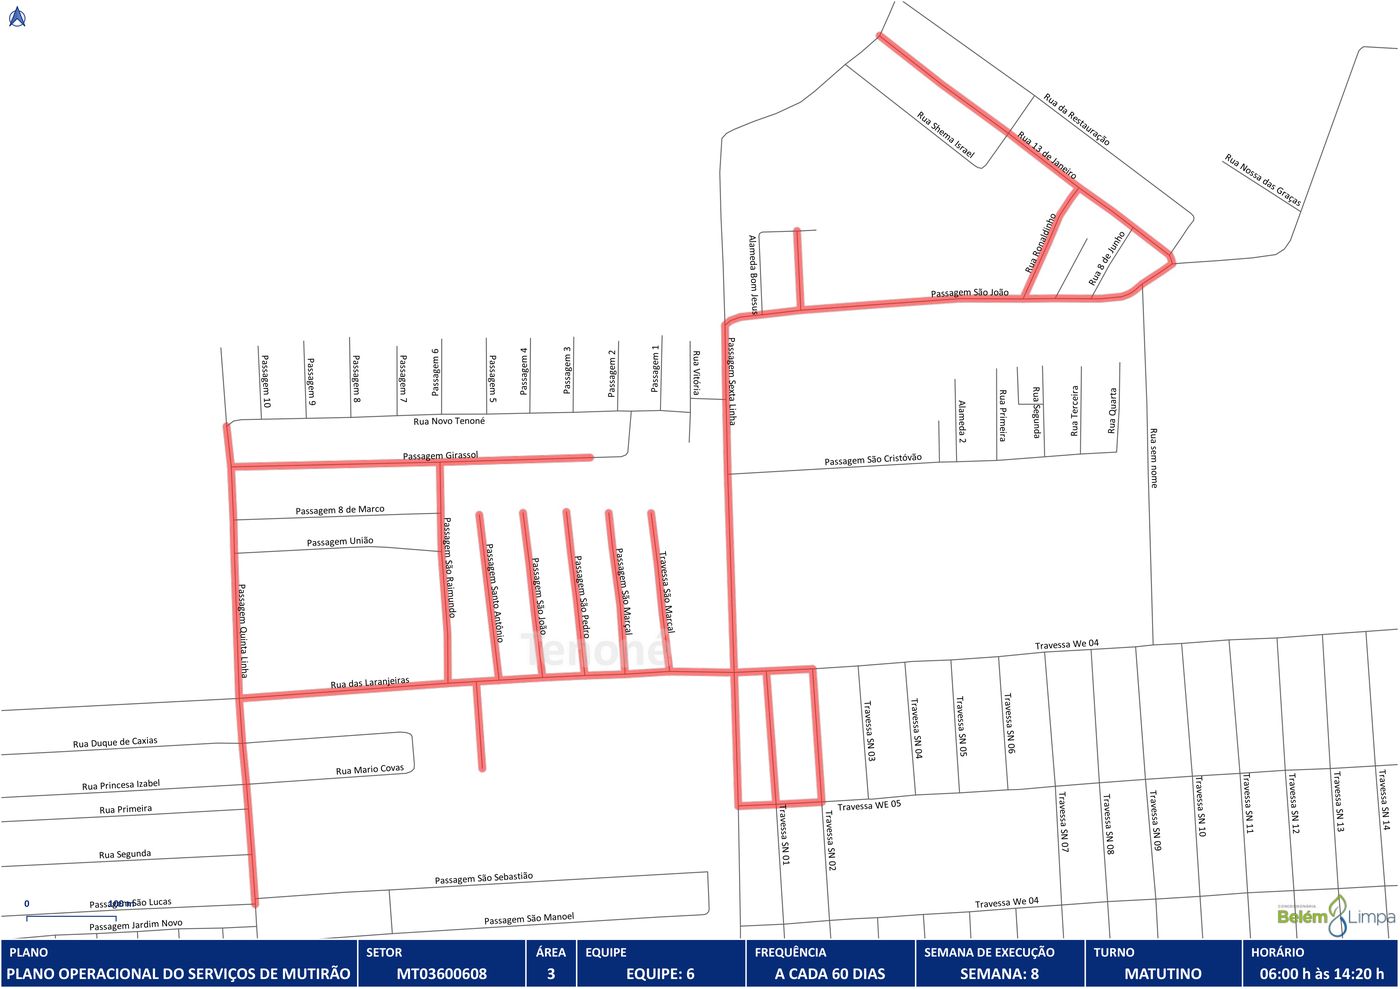 Rua da Restauração
Rua Shema Israel
Rua 13 de Janeiro
Rua Nossa das Graças
Rua Ronaldinho
Rua 8 de Junho
Alameda Bom Jesus
Passagem São João
Passagem 10
Passagem 9
Passagem 8
Passagem 7
Passagem 6
Passagem 5
Passagem 4
Passagem 3
Passagem 2
Passagem 1
Rua Vitória
Passagem Sexta Linha
Rua Novo Tenoné
Alameda 2
Rua Primeira
Rua Segunda
Rua Terceira
Rua Quarta
Rua sem nome
Passagem Girassol
Passagem São Cristóvão
Passagem 8 de Marco
Passagem União
Passagem São Raimundo
Passagem Santo Antônio
Passagem São João
Passagem São Pedro
Passagem São Marçal
Travessa São Marçal
Passagem Quinta Linha
Tenoné
Travessa We 04
Rua das Laranjeiras
Rua Duque de Caxias
Rua Mario Covas
Rua Princesa Izabel
Rua Primeira
Rua Segunda
Travessa SN 03
Travessa SN 04
Travessa SN 05
Travessa SN 06
Travessa WE 05
Travessa SN 01
Travessa SN 02
Travessa SN 07
Travessa SN 08
Travessa SN 09
Travessa SN 10
Travessa SN 11
Travessa SN 12
Travessa SN 13
Travessa SN 14
Passagem São Sebastião
Passagem São Lucas
0 100 m
Passagem Jardim Novo
Passagem São Manoel
Travessa We 04
CONCESSIONÁRIA
Belém Limpa
PLANO
PLANO OPERACIONAL DO SERVIÇOS DE MUTIRÃO
SETOR
MT03600608
ÁREA
3
EQUIPE
EQUIPE: 6
FREQUÊNCIA
A CADA 60 DIAS
SEMANA DE EXECUÇÃO
SEMANA: 8
TURNO
MATUTINO
HORÁRIO
06:00 h às 14:20 h